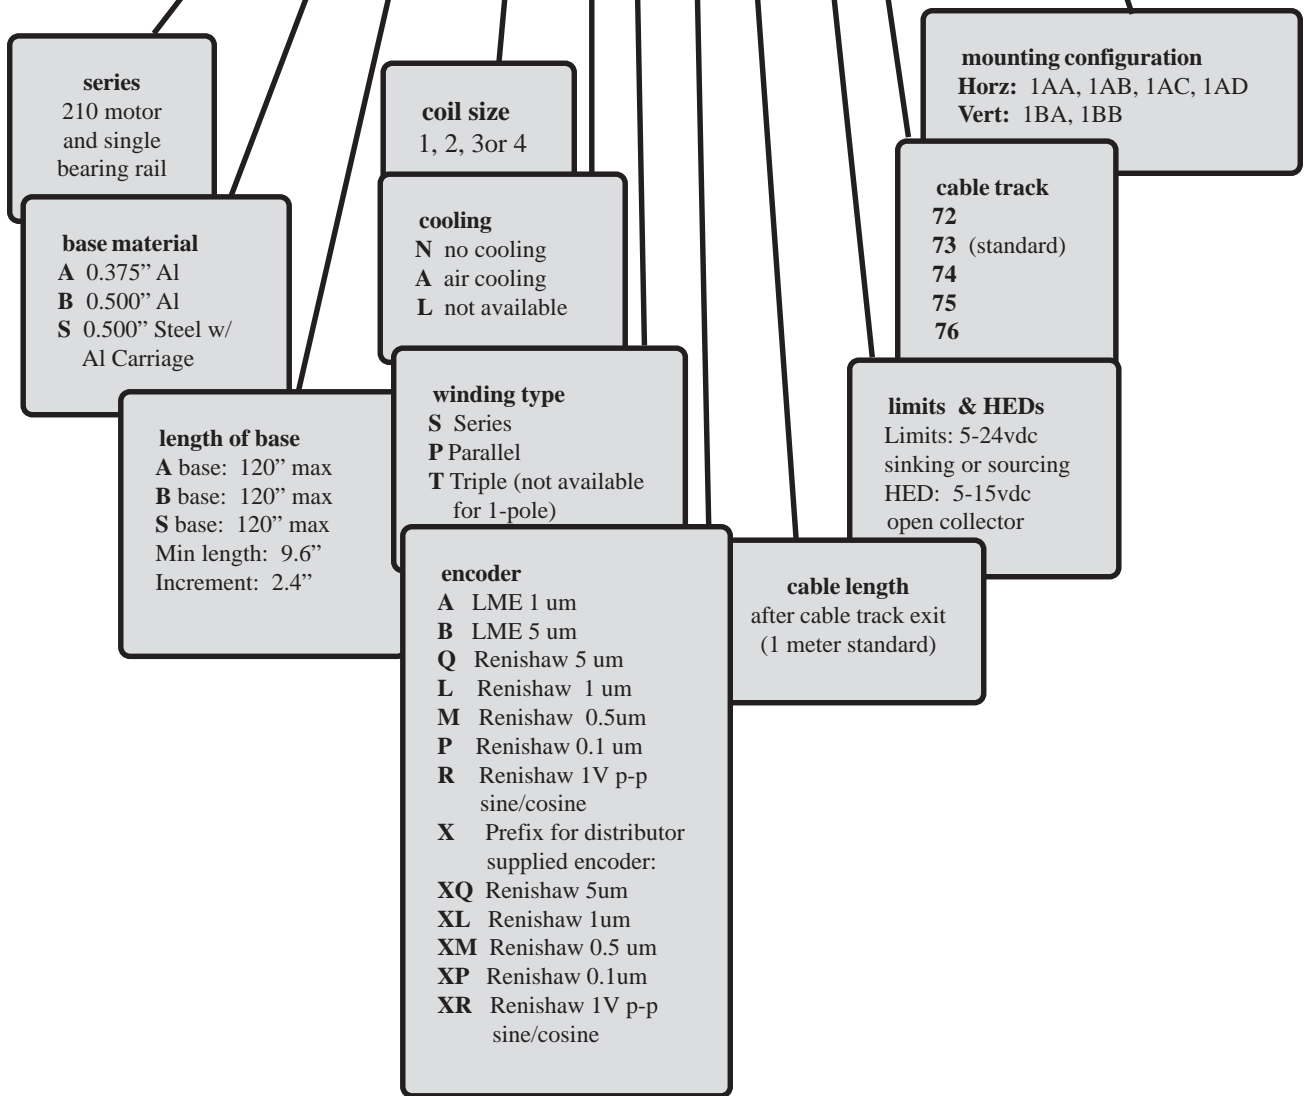 series
210 motor
and single
bearing rail
base material
A 0.375” Al
B 0.500” Al
S 0.500” Steel w/
Al Carriage
length of base
A base: 120” max
B base: 120” max
S base: 120” max
Min length: 9.6”
Increment: 2.4”
coil size
1, 2, 3or 4
cooling
N no cooling
A air cooling
L not available
winding type
S Series
P Parallel
T Triple (not available
for 1-pole)
encoder
A LME 1 um
B LME 5 um
Q Renishaw 5 um
L Renishaw 1 um
M Renishaw 0.5um
P Renishaw 0.1 um
R Renishaw 1V p-p
sine/cosine
X Prefix for distributor
supplied encoder:
XQ Renishaw 5um
XL Renishaw 1um
XM Renishaw 0.5 um
XP Renishaw 0.1um
XR Renishaw 1V p-p
sine/cosine
cable length
after cable track exit
(1 meter standard)
limits & HEDs
Limits: 5-24vdc
sinking or sourcing
HED: 5-15vdc
open collector
cable track
72
73 (standard)
74
75
76
mounting configuration
Horz: 1AA, 1AB, 1AC, 1AD
Vert: 1BA, 1BB